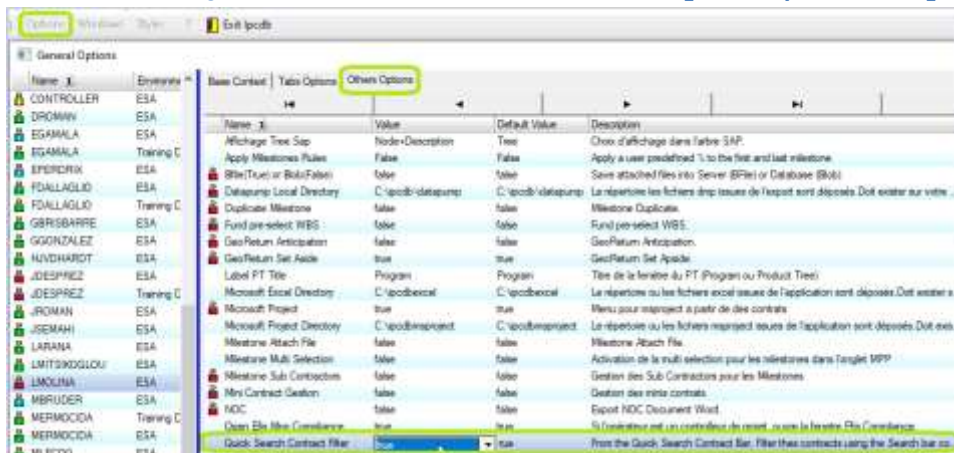 Options Windows Styles ? Exit Ipcdb
General Options
Name Environme
CONTROLLER ESA
DROMAN ESA
EGAMALA ESA
EGAMALA Training D
EPERDRIX ESA
FDALLAGLIO ESA
FDALLAGLIO Training D
GBRISBARRE ESA
GGONZALEZ ESA
HJVDHARDT ESA
JDESPREZ ESA
JDESPREZ Training D
JROMAN ESA
JSEMAHI ESA
LARANA ESA
LMITSIKOGLOU ESA
LMOLINA ESA
MBRUDER ESA
MERMOCIDA Training D
MERMOCIDA ESA
Base Context Tabs Options Others Options
Name Value Default Value Description
Affichage Tree Sap Node+Description Tree Choix d'affichage dans l'arbre SAP.
Apply Milestones Rules False False Apply a user predefined % to the first and last milestone.
Bfile(True) or Blob(False) false false Save attached files into Server (BFile) or Database (Blob)
Datapump Local Directory C:\ipcdb\datapump C:\ipcdb\datapump Le répertoire les fichiers dmp issues de l'export sont déposés.Doit exister sur votre ...
Duplicate Milestone false false Milestone Duplicate.
Fund pre-select WBS false false Fund pre-select WBS.
GeoReturn Anticipation false false GeoReturn Anticipation.
GeoReturn Set Aside true true GeoReturn Set Apside.
Label PT Title Program Program Titre de la fenêtre du PT (Program ou Product Tree)
Microsoft Excel Directory C:\ipcdbexcel C:\ipcdbexcel Le répertoire ou les fichiers excel issues de l'application sont déposés.Doit exister s
Microsoft Project true true Menu pour msproject a partir de des contrats
Microsoft Project Directory C:\ipcdbmsproject C:\ipcdbmsproject Le répertoire ou les fichiers msproject issues de l'application sont déposés.Doit exis
Milestone Attach File false false Milestone Attach File.
Milestone Multi Selection false false Activation de la multi selection pour les milestones dans l'onglet MPP
Milestone Sub Contractors false false Gestion des Sub Contractors pour les Milestones
Mini Contract Gestion false false Gestion des minis contrats
NDC false false Export NDC Document Word.
Quick Search Contract Filter true true From the Quick Search Contract Bar, Filter thes contracts using the Search bar co...